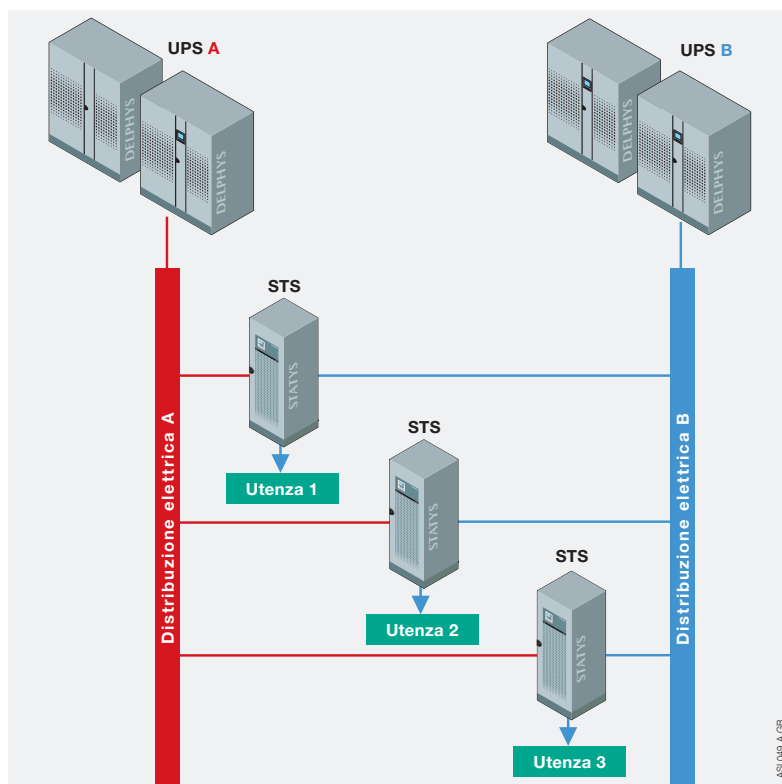 UPS A
UPS B
DELPHYS
DELPHYS
DELPHYS
DELPHYS
STS
STATYS
Distribuzione elettrica A
Distribuzione elettrica B
Utenza 1
STS
STATYS
Utenza 2
STS
STATYS
Utenza 3